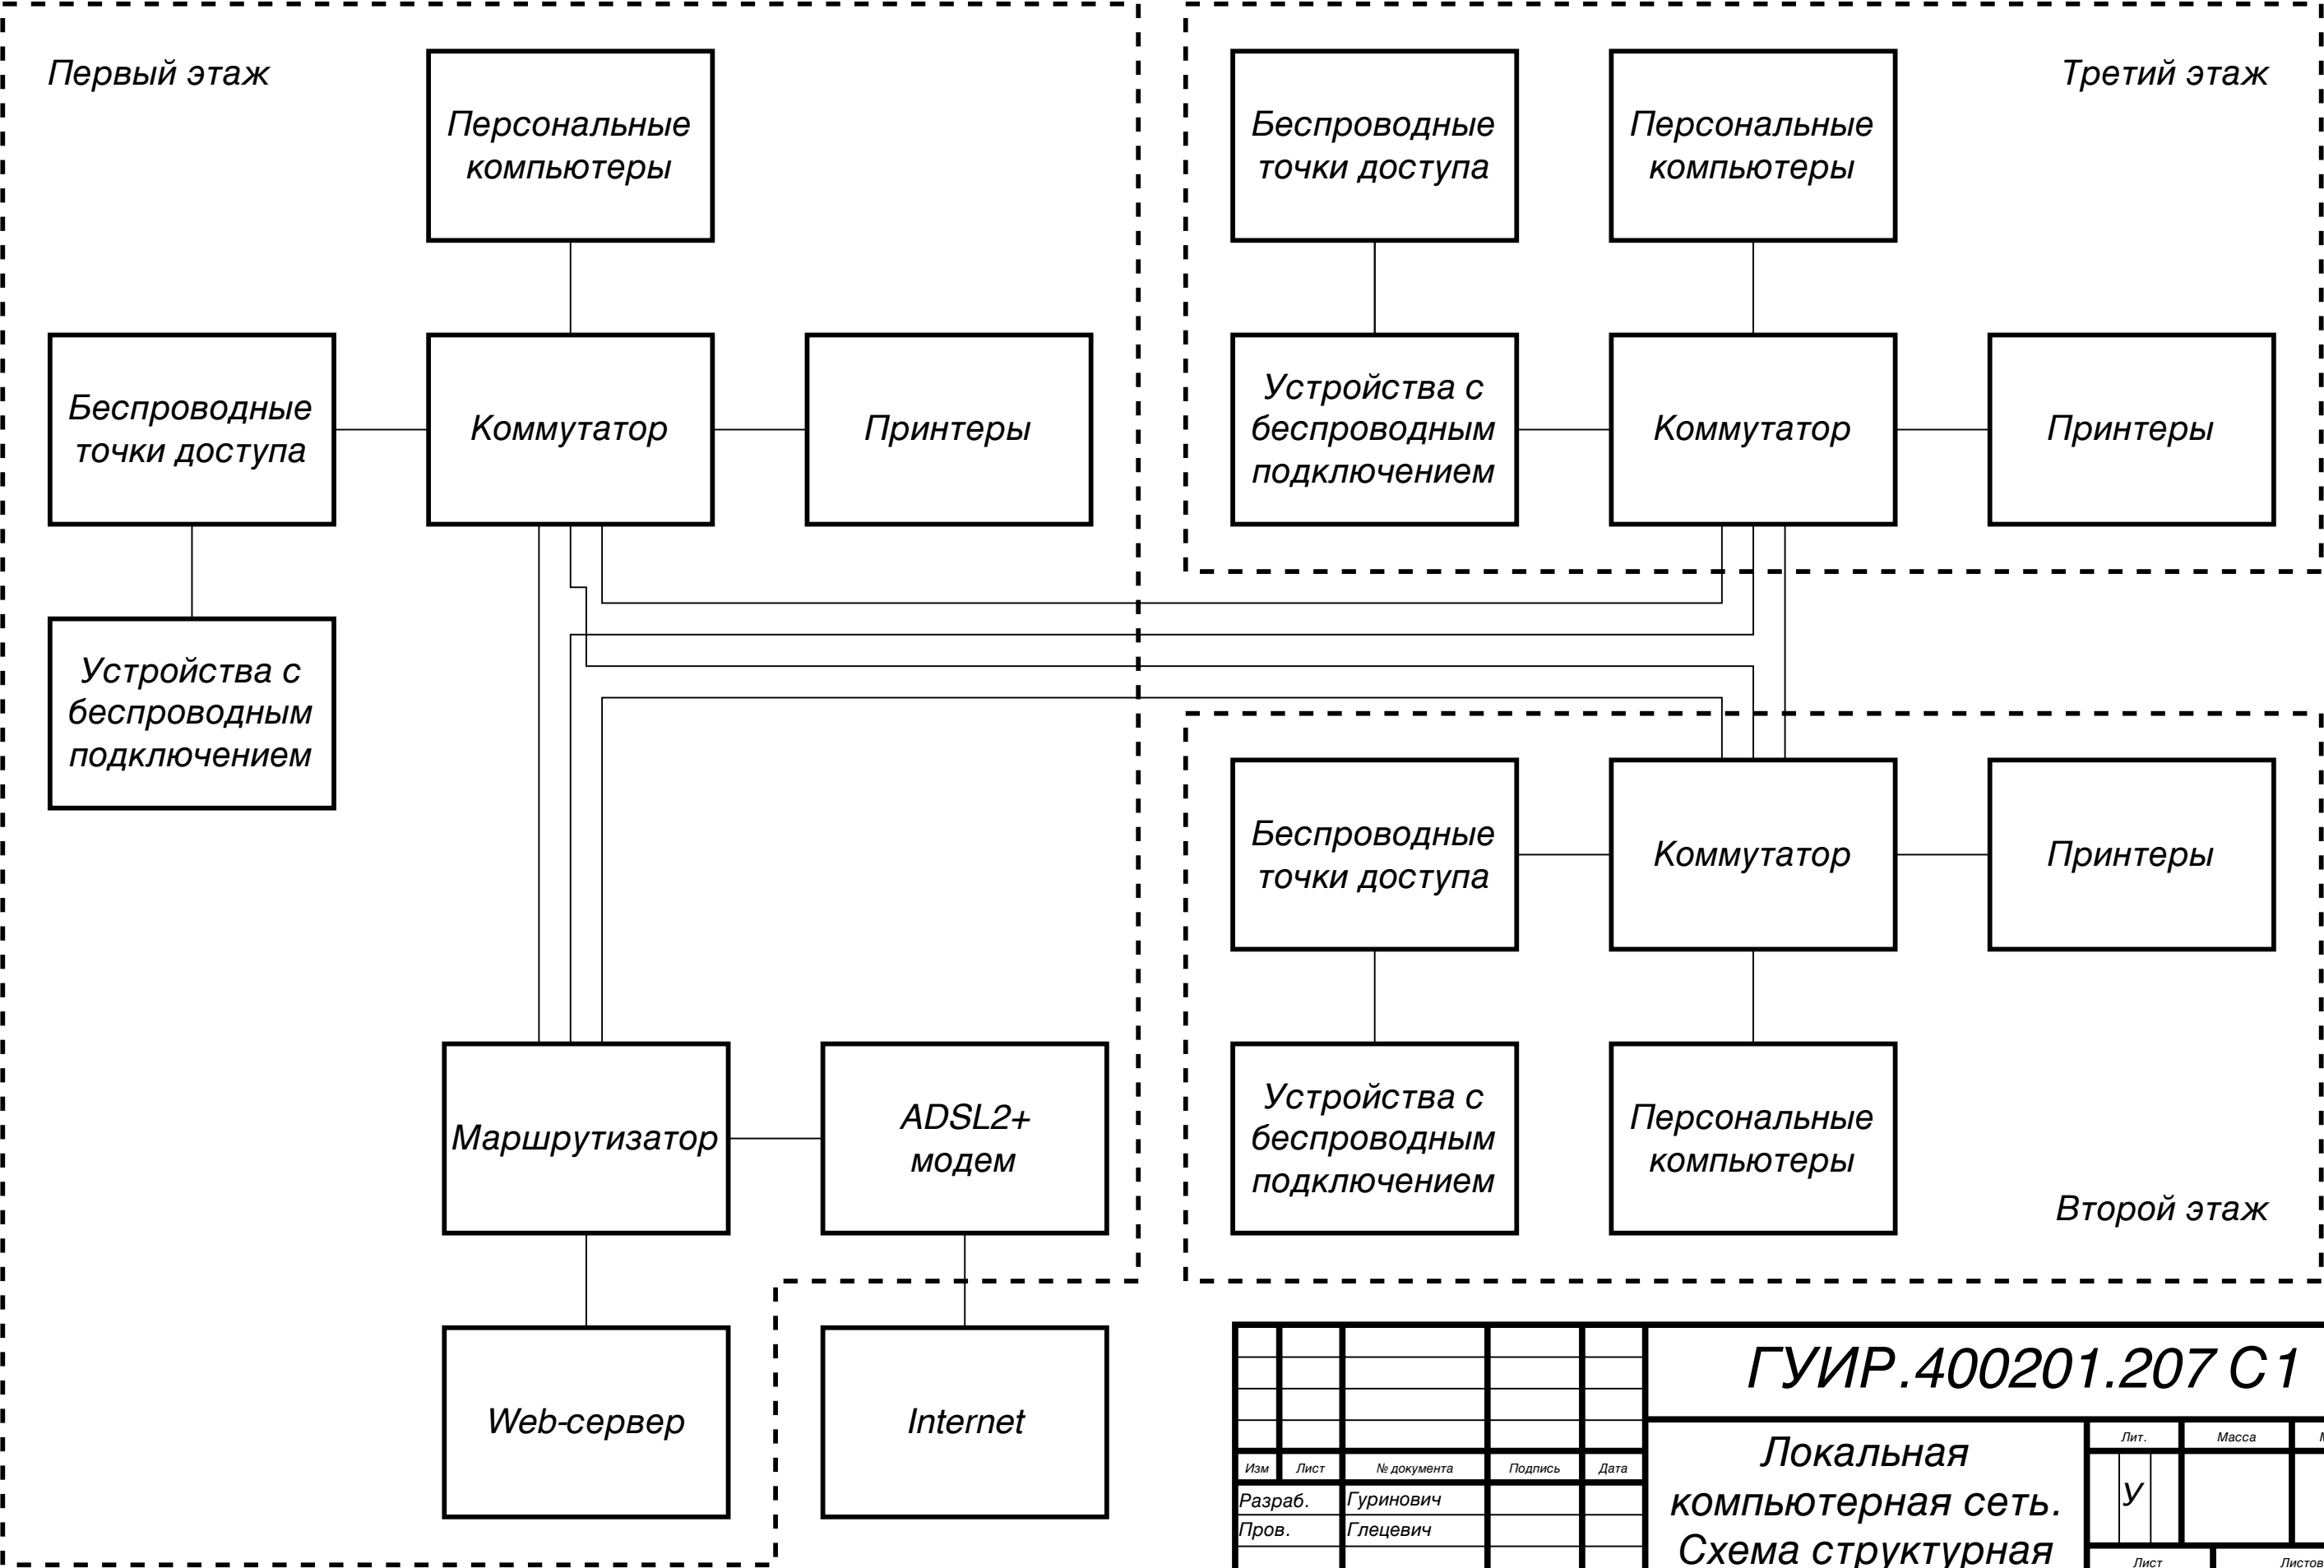 Первый этаж
Персональные
компьютеры
Беспроводные
точки доступа
Коммутатор
Принтеры
Устройства с
беспроводным
подключением
Маршрутизатор
ADSL2+
модем
Web-сервер
Internet
Третий этаж
Беспроводные
точки доступа
Персональные
компьютеры
Устройства с
беспроводным
подключением
Коммутатор
Принтеры
Беспроводные
точки доступа
Коммутатор
Принтеры
Устройства с
беспроводным
подключением
Персональные
компьютеры
Второй этаж
ГУИР.400201.207 С1
Изм Лист № документа Подпись Дата
Разраб. Гуринович
Пров. Глецевич
Локальная
компьютерная сеть.
Схема структурная
Лит. Масса
У
Лист Листов